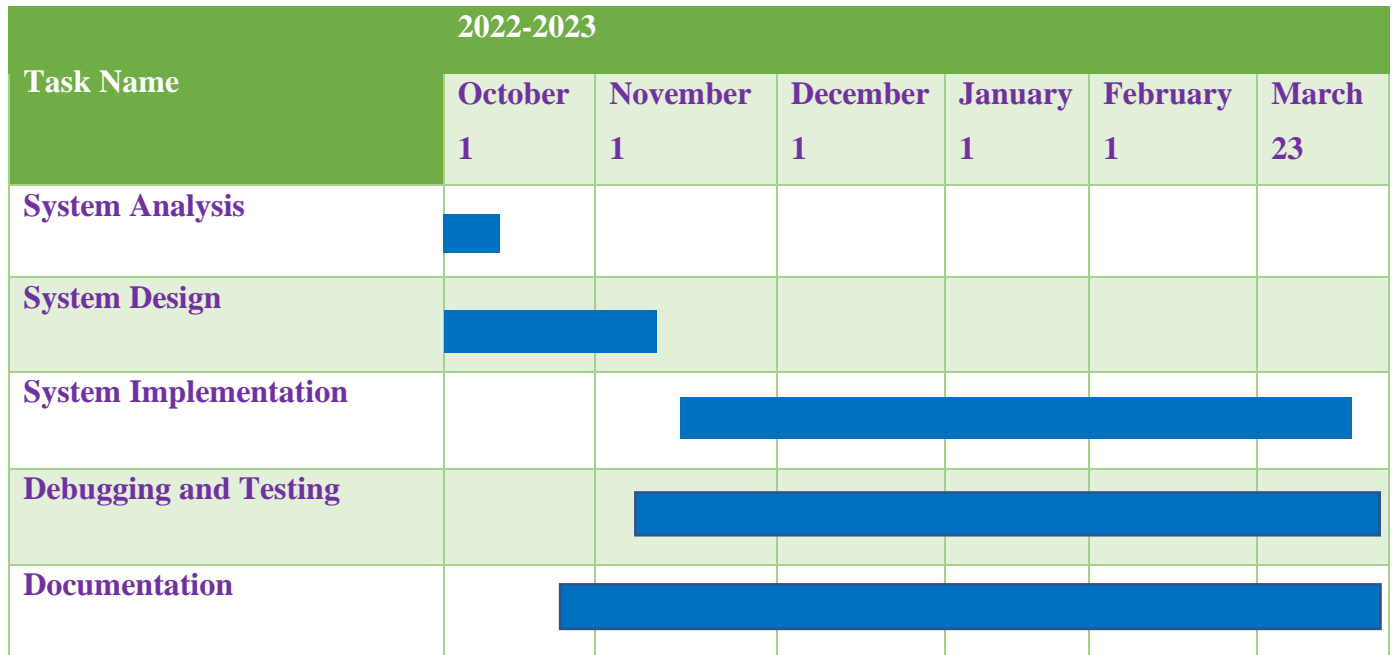 2022-2023
Task Name
October November December January February March
1 1 1 1 1 23
System Analysis
System Design
System Implementation
Debugging and Testing
Documentation